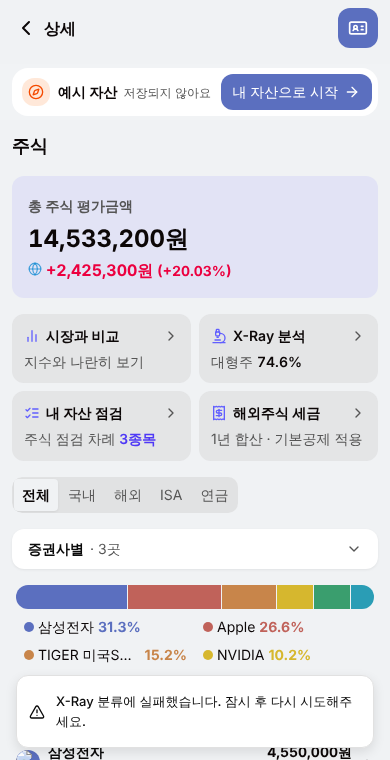 상세
예시 자산 저장되지 않아요 내 자산으로 시작
주식
총 주식 평가금액
14,533,200원
+2,425,300원 (+20.03%)
시장과 비교
지수와 나란히 보기
X-Ray 분석
대형주 74.6%
내 자산 점검
주식 점검 차례 3종목
해외주식 세금
1년 합산 · 기본공제 적용
전체 국내 해외 ISA 연금
증권사별 · 3곳
삼성전자 31.3% Apple 26.6%
TIGER 미국S... 15.2% NVIDIA 10.2%
X-Ray 분류에 실패했습니다. 잠시 후 다시 시도해주
세요.
삼성전자 4,550,000원